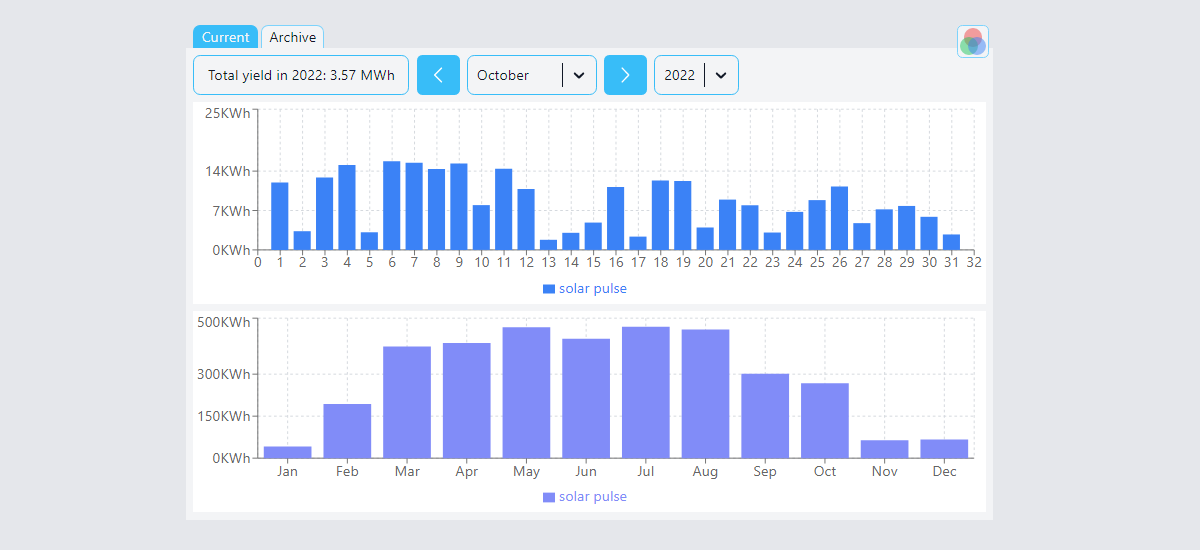 Current Archive
Total yield in 2022: 3.57 MWh October 2022
25KWh
14KWh
7KWh
0KWh
0 1 2 3 4 5 6 7 8 9 10 11 12 13 14 15 16 17 18 19 20 21 22 23 24 25 26 27 28 29 30 31 32
solar pulse
500KWh
300KWh
150KWh
0KWh
Jan Feb Mar Apr May Jun Jul Aug Sep Oct Nov Dec
solar pulse